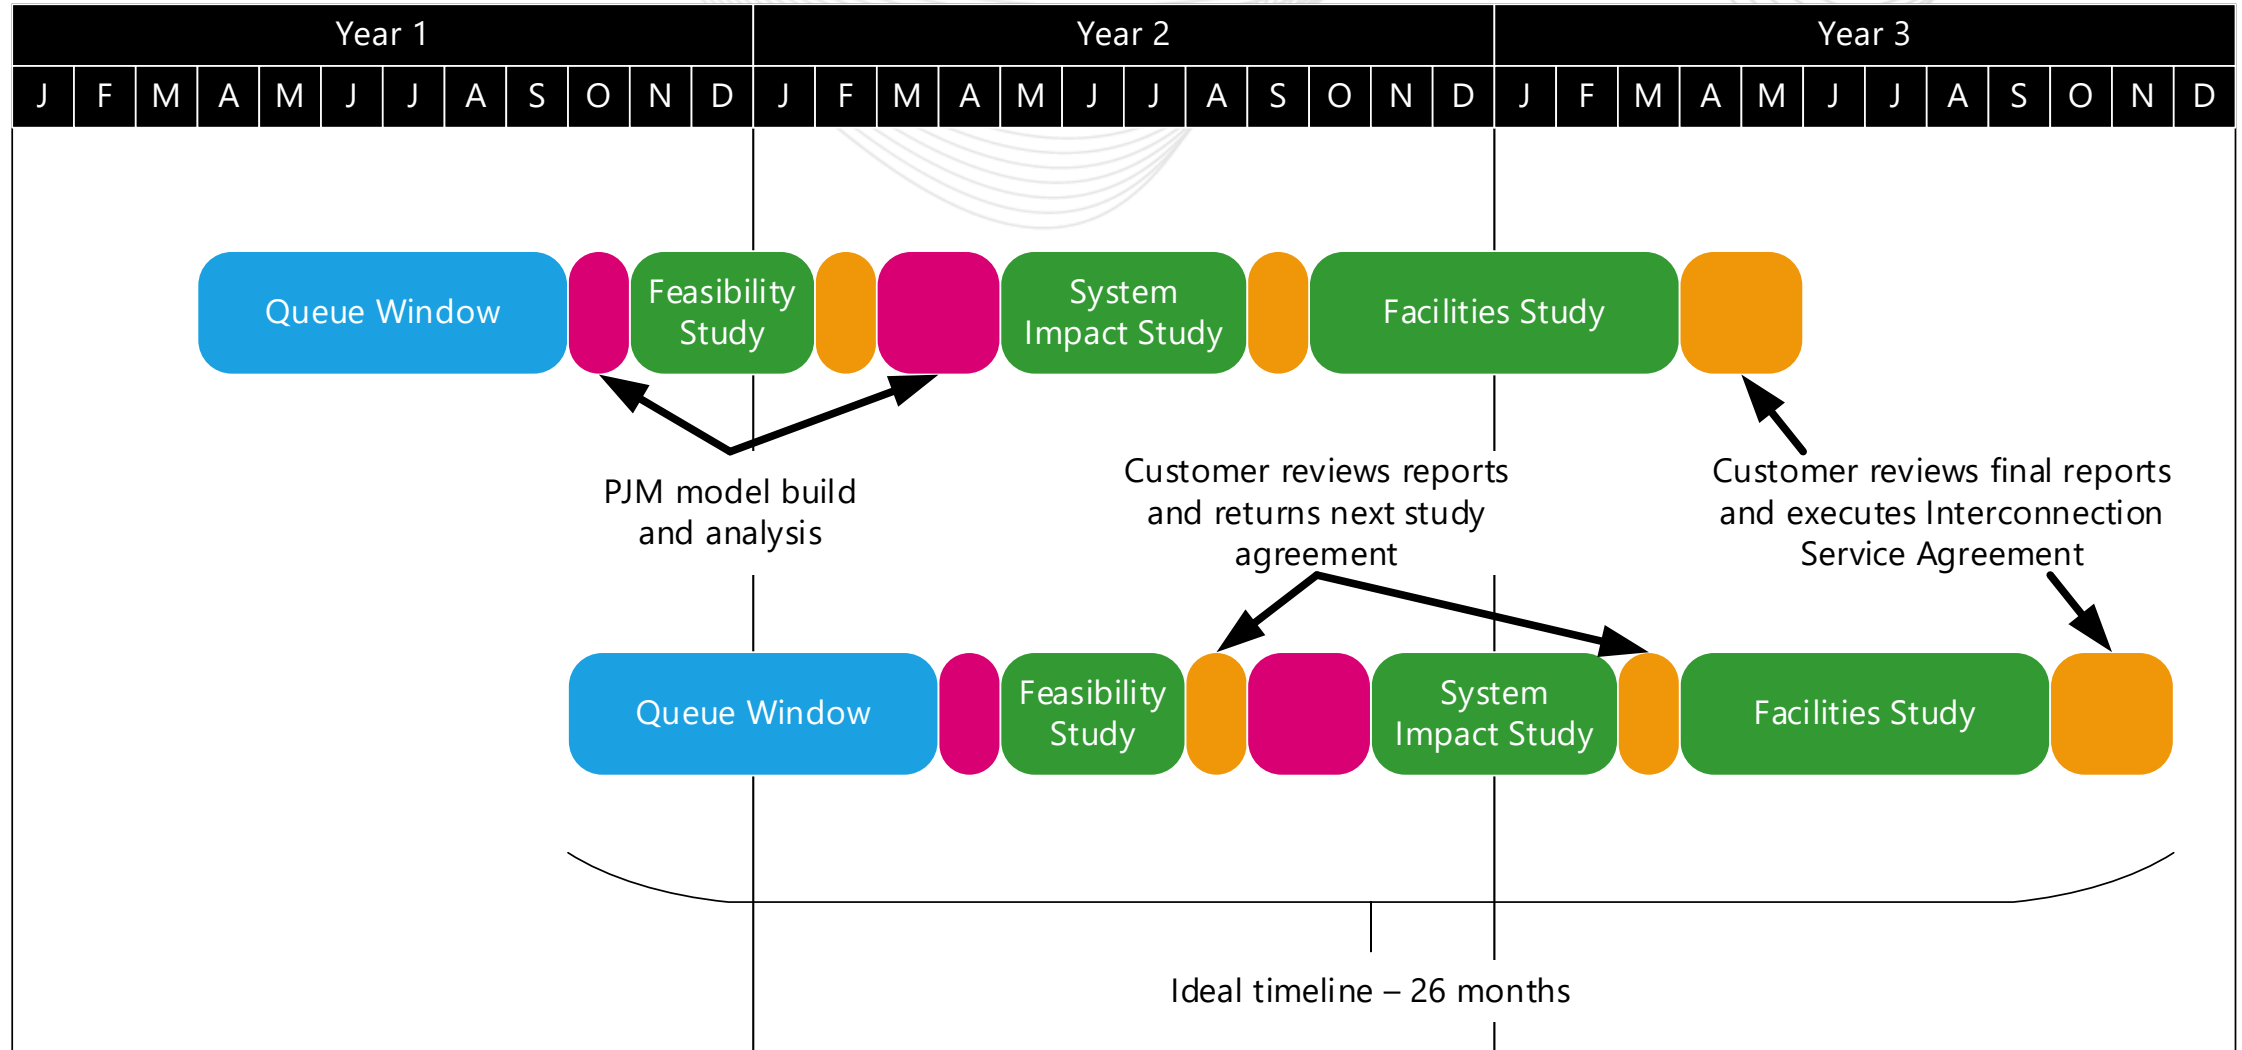 Year 1 Year 2 Year 3
J F M A M J J A S O N D J F M A M J J A S O N D J F M A M J J A S O N D
Queue Window
Feasibility
Study
System
Impact Study
Facilities Study
PJM model build
and analysis
Customer reviews reports
and returns next study
agreement
Customer reviews final reports
and executes Interconnection
Service Agreement
Queue Window
Feasibility
Study
System
Impact Study
Facilities Study
Ideal timeline – 26 months